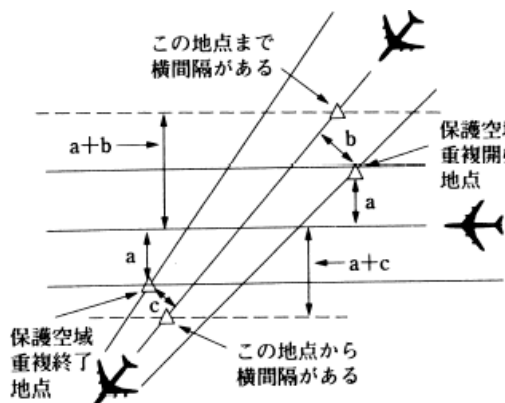 この地点まで
横間隔がある
a+b
b
保護空域
重複開始
地点
a
a
a+c
c
保護空域
重複終了
地点
この地点から
横間隔がある